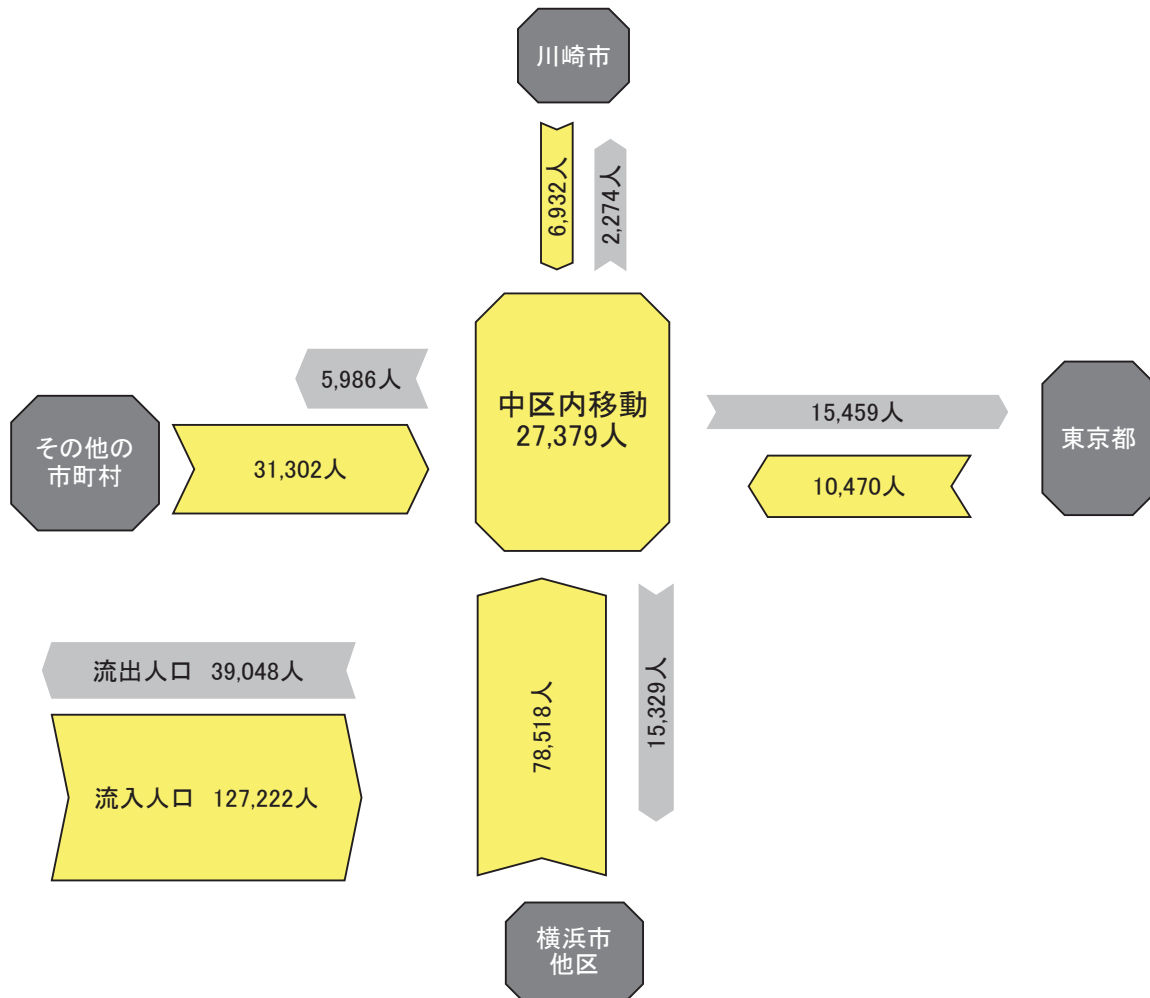 川崎市
6,932人
2,274人
中区内移動
27,379人
5,986人
31,302人
その他の
市町村
15,459人
10,470人
東京都
流出人口 39,048人
流入人口 127,222人
78,518人
15,329人
横浜市
他区